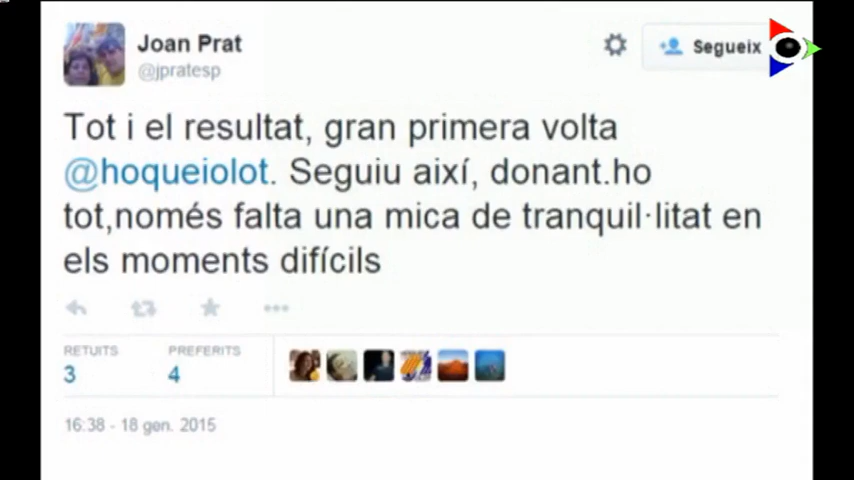 Joan Prat
@jpratesp
Segueix
Tot i el resultat, gran primera volta
@hoqueiolot. Seguiu així, donant.ho
tot,només falta una mica de tranquil·litat en
els moments difícils
RETUITS
PREFERITS
3
4
16:38 - 18 gen. 2015